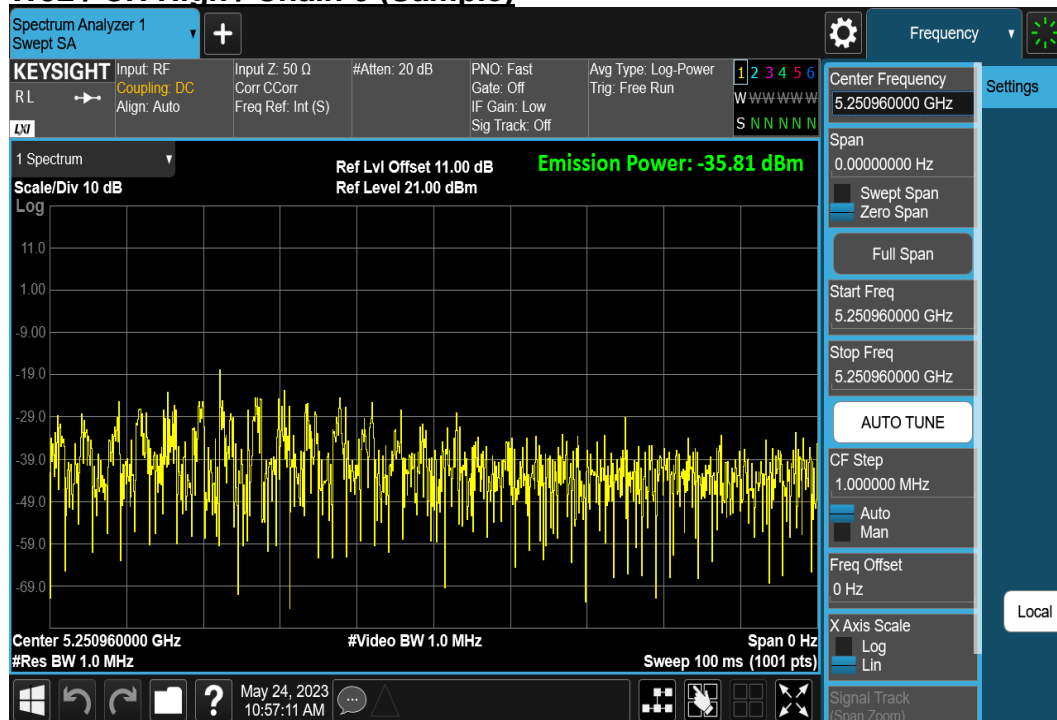 Spectrum Analyzer 1
Swept SA
Frequency
KEYSIGHT
R L
LXI
Input: RF
Coupling: DC
Align: Auto
Input Z: 50 Ω
Corr CCorr
Freq Ref: Int (S)
#Atten: 20 dB
PNO: Fast
Gate: Off
IF Gain: Low
Sig Track: Off
Avg Type: Log-Power
Trig: Free Run
1 2 3 4 5 6
W W W W W W
S N N N N N
1 Spectrum
Scale/Div 10 dB
Log
Ref Lvl Offset 11.00 dB
Ref Level 21.00 dBm
Emission Power: -35.81 dBm
11.0
1.00
-9.00
-19.0
-29.0
-39.0
-49.0
-59.0
-69.0
Center 5.250960000 GHz
#Video BW 1.0 MHz
Span 0 Hz
#Res BW 1.0 MHz
Sweep 100 ms (1001 pts)
May 24, 2023
10:57:11 AM
Center Frequency
5.250960000 GHz
Settings
Span
0.00000000 Hz
Swept Span
Zero Span
Full Span
Start Freq
5.250960000 GHz
Stop Freq
5.250960000 GHz
AUTO TUNE
CF Step
1.000000 MHz
Auto
Man
Freq Offset
0 Hz
Local
X Axis Scale
Log
Lin
Signal Track
(Span Zoom)